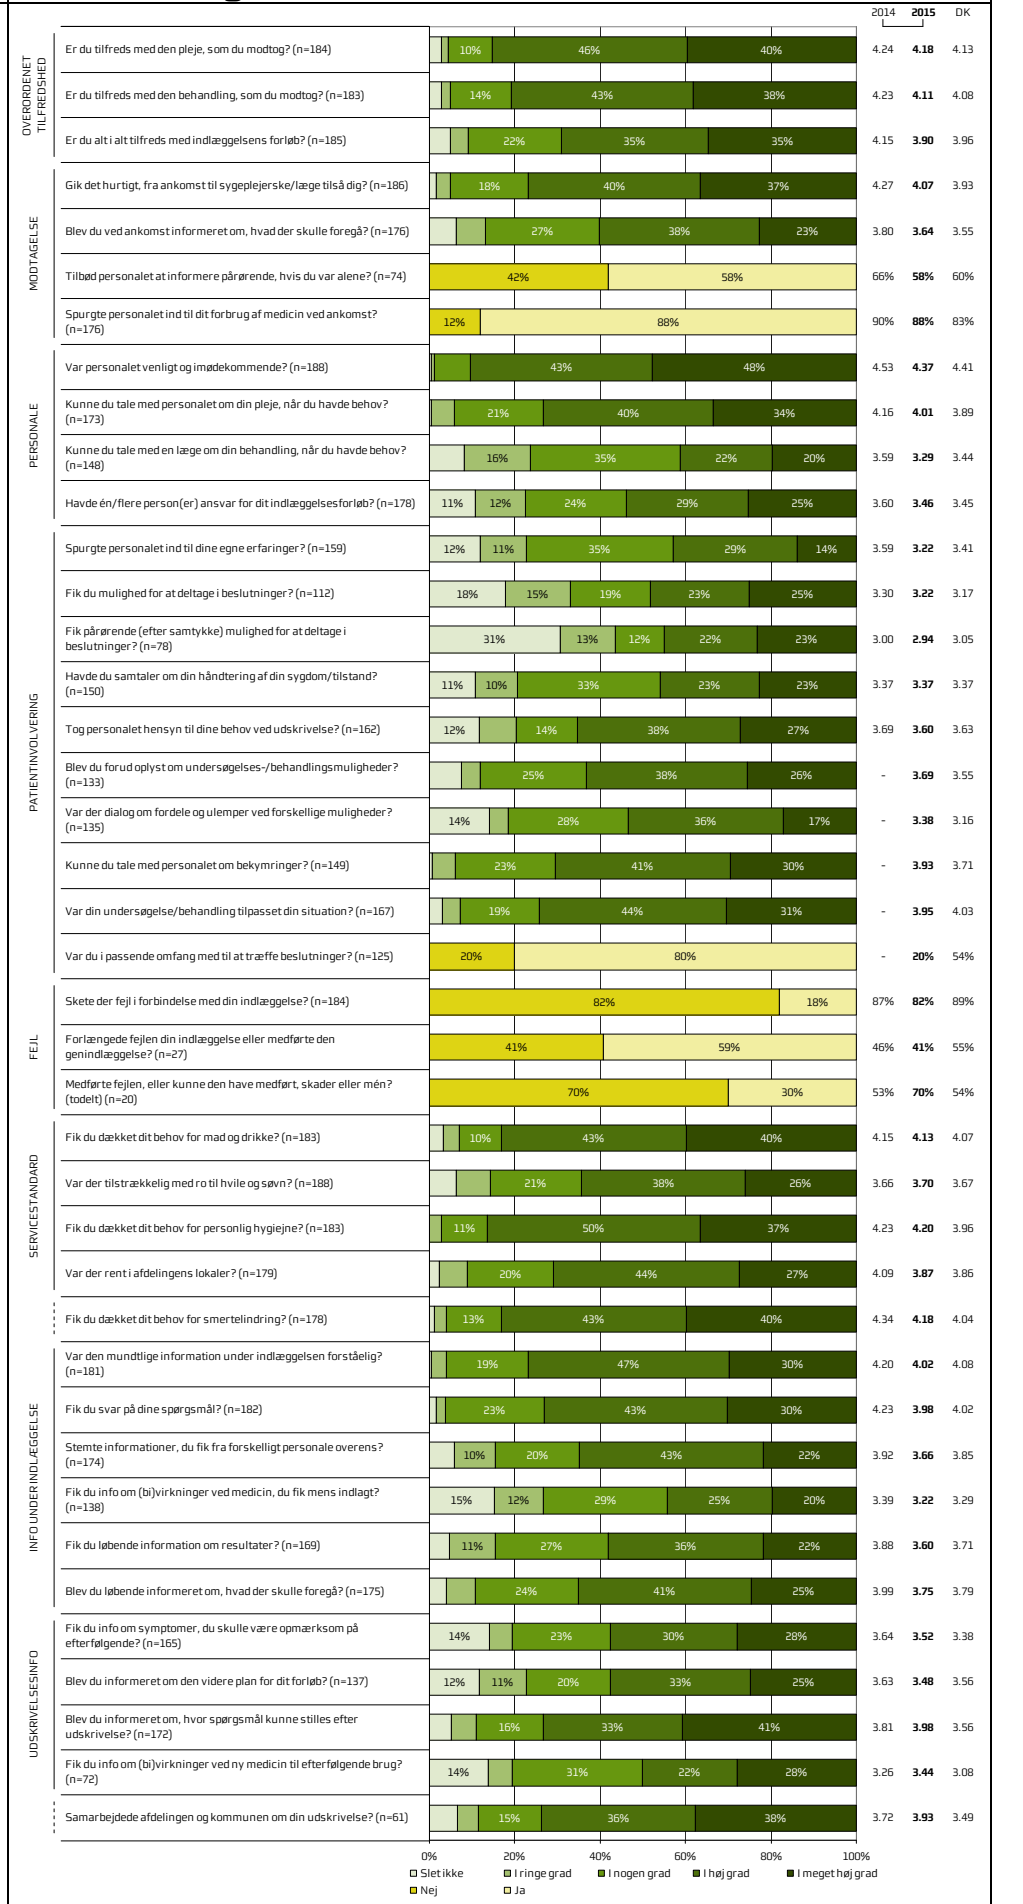 2014 2015 DK
OVERORDENET
TILFREDSHED
Er du tilfreds med den pleje, som du modtog? (n=184) 10% 46% 40% 4.24 4.18 4.13
Er du tilfreds med den behandling, som du modtog? (n=183) 14% 43% 38% 4.23 4.11 4.08
Er du alt i alt tilfreds med indlæggelsens forløb? (n=185) 22% 35% 35% 4.15 3.90 3.96
MODTAGELSE
Gik det hurtigt, fra ankomst til sygeplejerske/læge tilså dig? (n=186) 18% 40% 37% 4.27 4.07 3.93
Blev du ved ankomst informeret om, hvad der skulle foregå? (n=176) 27% 38% 23% 3.80 3.64 3.55
Tilbød personalet at informere pårørende, hvis du var alene? (n=74) 42% 58% 66% 58% 60%
Spurgte personalet ind til dit forbrug af medicin ved ankomst?
(n=176) 12% 88% 90% 88% 83%
PERSONALE
Var personalet venligt og imødekommende? (n=188) 43% 48% 4.53 4.37 4.41
Kunne du tale med personalet om din pleje, når du havde behov?
(n=173) 21% 40% 34% 4.16 4.01 3.89
Kunne du tale med en læge om din behandling, når du havde behov?
(n=148) 16% 35% 22% 20% 3.59 3.29 3.44
Havde én/flere person(er) ansvar for dit indlæggelsesforløb? (n=178) 11% 12% 24% 29% 25% 3.60 3.46 3.45
PATIENTINVOLVERING
Spurgte personalet ind til dine egne erfaringer? (n=159) 12% 11% 35% 29% 14% 3.59 3.22 3.41
Fik du mulighed for at deltage i beslutninger? (n=112) 18% 15% 19% 23% 25% 3.30 3.22 3.17
Fik pårørende (efter samtykke) mulighed for at deltage i
beslutninger? (n=78) 31% 13% 12% 22% 23% 3.00 2.94 3.05
Havde du samtaler om din håndtering af din sygdom/tilstand?
(n=150) 11% 10% 33% 23% 23% 3.37 3.37 3.37
Tog personalet hensyn til dine behov ved udskrivelse? (n=162) 12% 14% 38% 27% 3.69 3.60 3.63
Blev du forud oplyst om undersøgelses-/behandlingsmuligheder?
(n=133) 25% 38% 26% - 3.69 3.55
Var der dialog om fordele og ulemper ved forskellige muligheder?
(n=135) 14% 28% 36% 17% - 3.38 3.16
Kunne du tale med personalet om bekymringer? (n=149) 23% 41% 30% - 3.93 3.71
Var din undersøgelse/behandling tilpasset din situation? (n=167) 19% 44% 31% - 3.95 4.03
Var du i passende omfang med til at træffe beslutninger? (n=125) 20% 80% - 20% 54%
FEJL
Skete der fejl i forbindelse med din indlæggelse? (n=184) 82% 18% 87% 82% 89%
Forlængede fejlen din indlæggelse eller medførte den
genindlæggelse? (n=27) 41% 59% 46% 41% 55%
Medførte fejlen, eller kunne den have medført, skader eller mén?
(todelt) (n=20) 70% 30% 53% 70% 54%
SERVICESTANDARD
Fik du dækket dit behov for mad og drikke? (n=183) 10% 43% 40% 4.15 4.13 4.07
Var der tilstrækkelig med ro til hvile og søvn? (n=188) 21% 38% 26% 3.66 3.70 3.67
Fik du dækket dit behov for personlig hygiejne? (n=183) 11% 50% 37% 4.23 4.20 3.96
Var der rent i afdelingens lokaler? (n=179) 20% 44% 27% 4.09 3.87 3.86
Fik du dækket dit behov for smertelindring? (n=178) 13% 43% 40% 4.34 4.18 4.04
INFO UNDER INDLÆGGELSE
Var den mundtlige information under indlæggelsen forståelig?
(n=181) 19% 47% 30% 4.20 4.02 4.08
Fik du svar på dine spørgsmål? (n=182) 23% 43% 30% 4.23 3.98 4.02
Stemte informationer, du fik fra forskelligt personale overens?
(n=174) 10% 20% 43% 22% 3.92 3.66 3.85
Fik du info om (bi)virkninger ved medicin, du fik mens indlagt?
(n=138) 15% 12% 29% 25% 20% 3.39 3.22 3.29
Fik du løbende information om resultater? (n=169) 11% 27% 36% 22% 3.88 3.60 3.71
Blev du løbende informeret om, hvad der skulle foregå? (n=175) 24% 41% 25% 3.99 3.75 3.79
UDSKRIVELSESINFO
Fik du info om symptomer, du skulle være opmærksom på
efterfølgende? (n=165) 14% 23% 30% 28% 3.64 3.52 3.38
Blev du informeret om den videre plan for dit forløb? (n=137) 12% 11% 20% 33% 25% 3.63 3.48 3.56
Blev du informeret om, hvor spørgsmål kunne stilles efter
udskrivelse? (n=172) 16% 33% 41% 3.81 3.98 3.56
Fik du info om (bi)virkninger ved ny medicin til efterfølgende brug?
(n=72) 14% 31% 22% 28% 3.26 3.44 3.08
Samarbejdede afdelingen og kommunen om din udskrivelse? (n=61) 15% 36% 38% 3.72 3.93 3.49
0% 20% 40% 60% 80% 100%
Slet ikke I ringe grad I nogen grad I høj grad I meget høj grad
Nej Ja